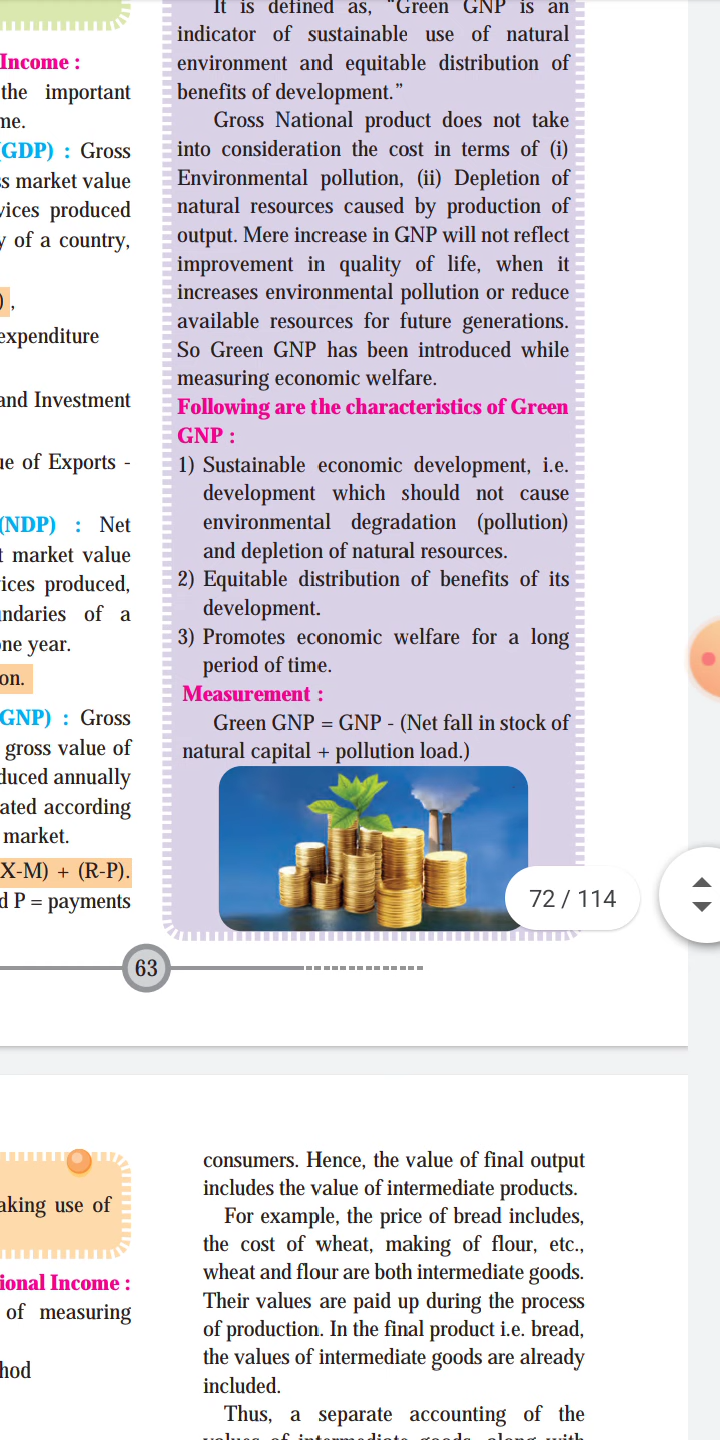 Income :
the important
me.
(GDP) : Gross
ss market value
vices produced
y of a country,
) ,
expenditure
and Investment
ue of Exports -
(NDP) : Net
t market value
ices produced,
undaries of a
one year.
on.
GNP) : Gross
gross value of
duced annually
ated according
market.
X-M) + (R-P).
d P = payments
It is defined as, “Green GNP is an
indicator of sustainable use of natural
environment and equitable distribution of
benefits of development.”
Gross National product does not take
into consideration the cost in terms of (i)
Environmental pollution, (ii) Depletion of
natural resources caused by production of
output. Mere increase in GNP will not reflect
improvement in quality of life, when it
increases environmental pollution or reduce
available resources for future generations.
So Green GNP has been introduced while
measuring economic welfare.
Following are the characteristics of Green
GNP :
1) Sustainable economic development, i.e.
development which should not cause
environmental degradation (pollution)
and depletion of natural resources.
2) Equitable distribution of benefits of its
development.
3) Promotes economic welfare for a long
period of time.
Measurement :
Green GNP = GNP - (Net fall in stock of
natural capital + pollution load.)
72 / 114
63
aking use of
ional Income :
of measuring
hod
consumers. Hence, the value of final output
includes the value of intermediate products.
For example, the price of bread includes,
the cost of wheat, making of flour, etc.,
wheat and flour are both intermediate goods.
Their values are paid up during the process
of production. In the final product i.e. bread,
the values of intermediate goods are already
included.
Thus, a separate accounting of the
values of intermediate goods, along with